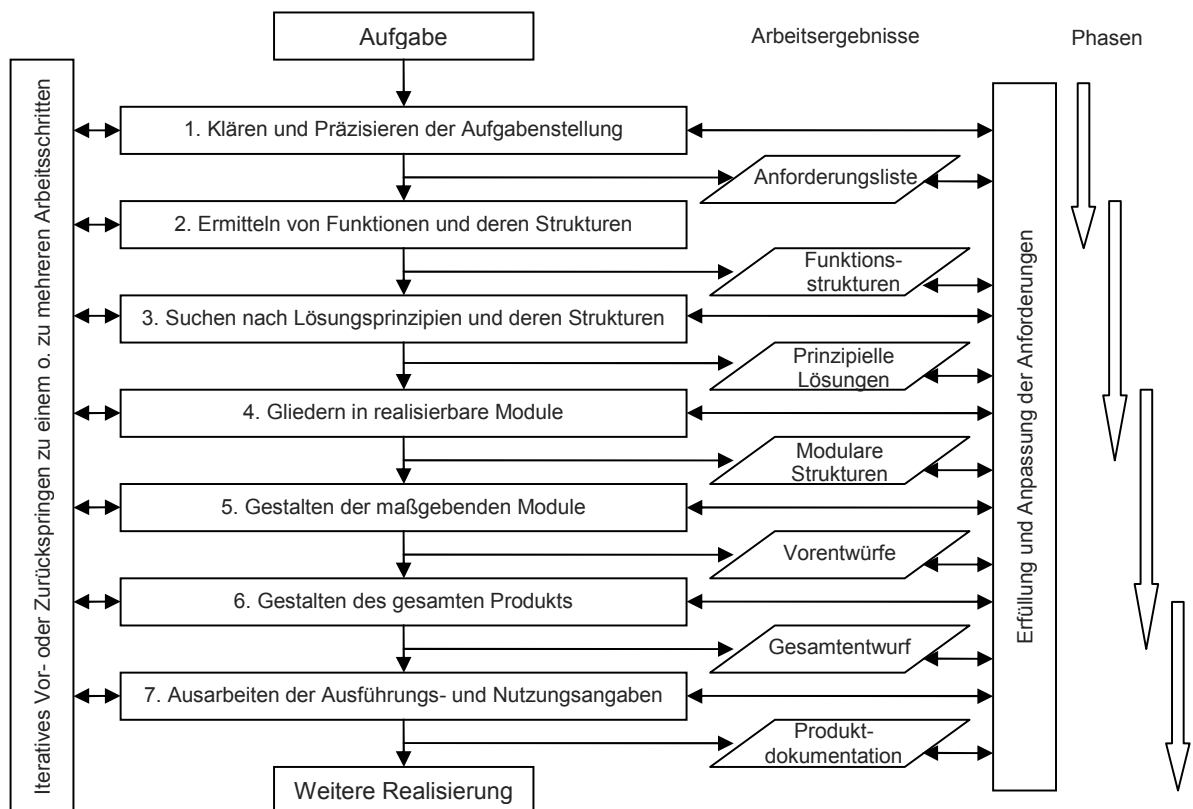 Aufgabe
Arbeitsergebnisse
Phasen
Iteratives Vor- oder Zurückspringen zu einem o. zu mehreren Arbeitsschritten
1. Klären und Präzisieren der Aufgabenstellung
Anforderungsliste
2. Ermitteln von Funktionen und deren Strukturen
Funktions-
strukturen
3. Suchen nach Lösungsprinzipien und deren Strukturen
Prinzipielle
Lösungen
4. Gliedern in realisierbare Module
Modulare
Strukturen
5. Gestalten der maßgebenden Module
Vorentwürfe
6. Gestalten des gesamten Produkts
Gesamtentwurf
7. Ausarbeiten der Ausführungs- und Nutzungsangaben
Produkt-
dokumentation
Weitere Realisierung
Erfüllung und Anpassung der Anforderungen